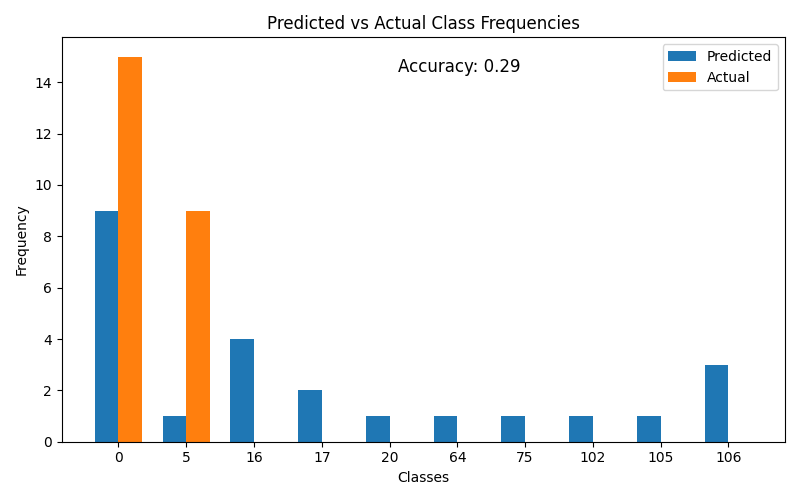 Predicted vs Actual Class Frequencies
Accuracy: 0.29
Predicted
Actual
Frequency
14
12
10
8
6
4
2
0
0 5 16 17 20 64 75 102 105 106
Classes